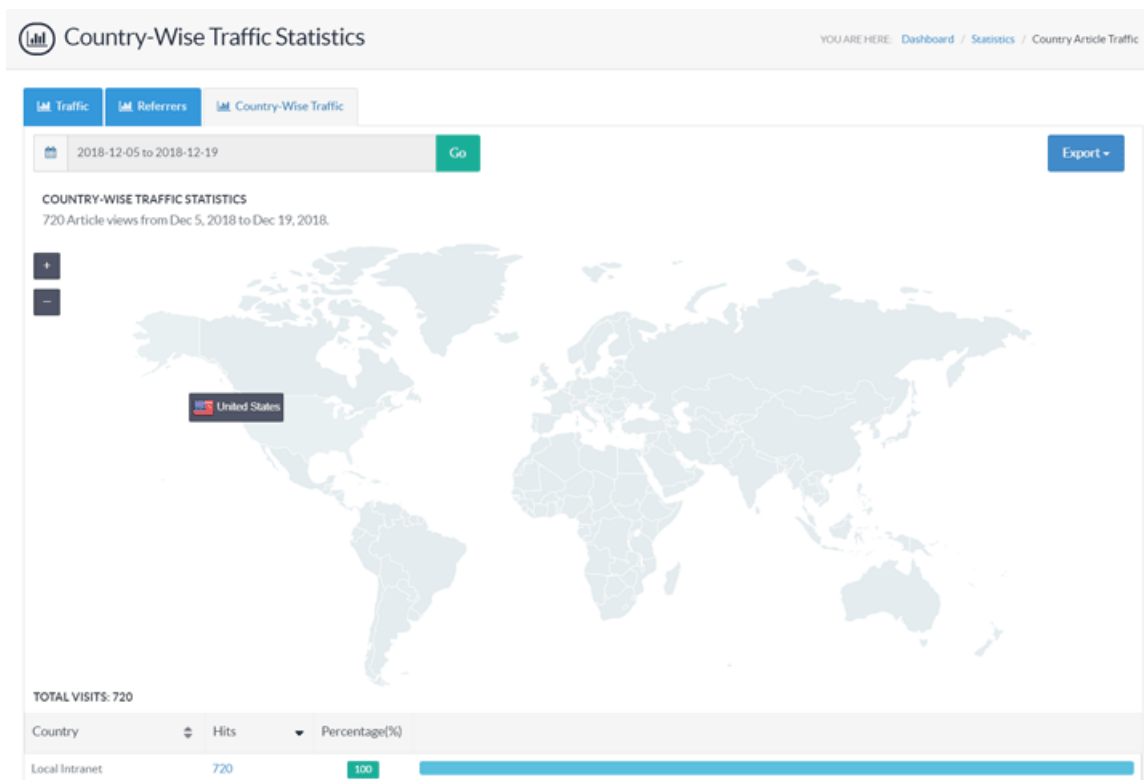 Country-Wise Traffic Statistics
YOU ARE HERE: Dashboard / Statistics / Country Article Traffic
Traffic
Referrers
Country-Wise Traffic
2018-12-05 to 2018-12-19
Go
Export
COUNTRY-WISE TRAFFIC STATISTICS
720 Article views from Dec 5, 2018 to Dec 19, 2018.
+
−
United States
TOTAL VISITS: 720
Country Hits Percentage(%)
Local Intranet 720 100